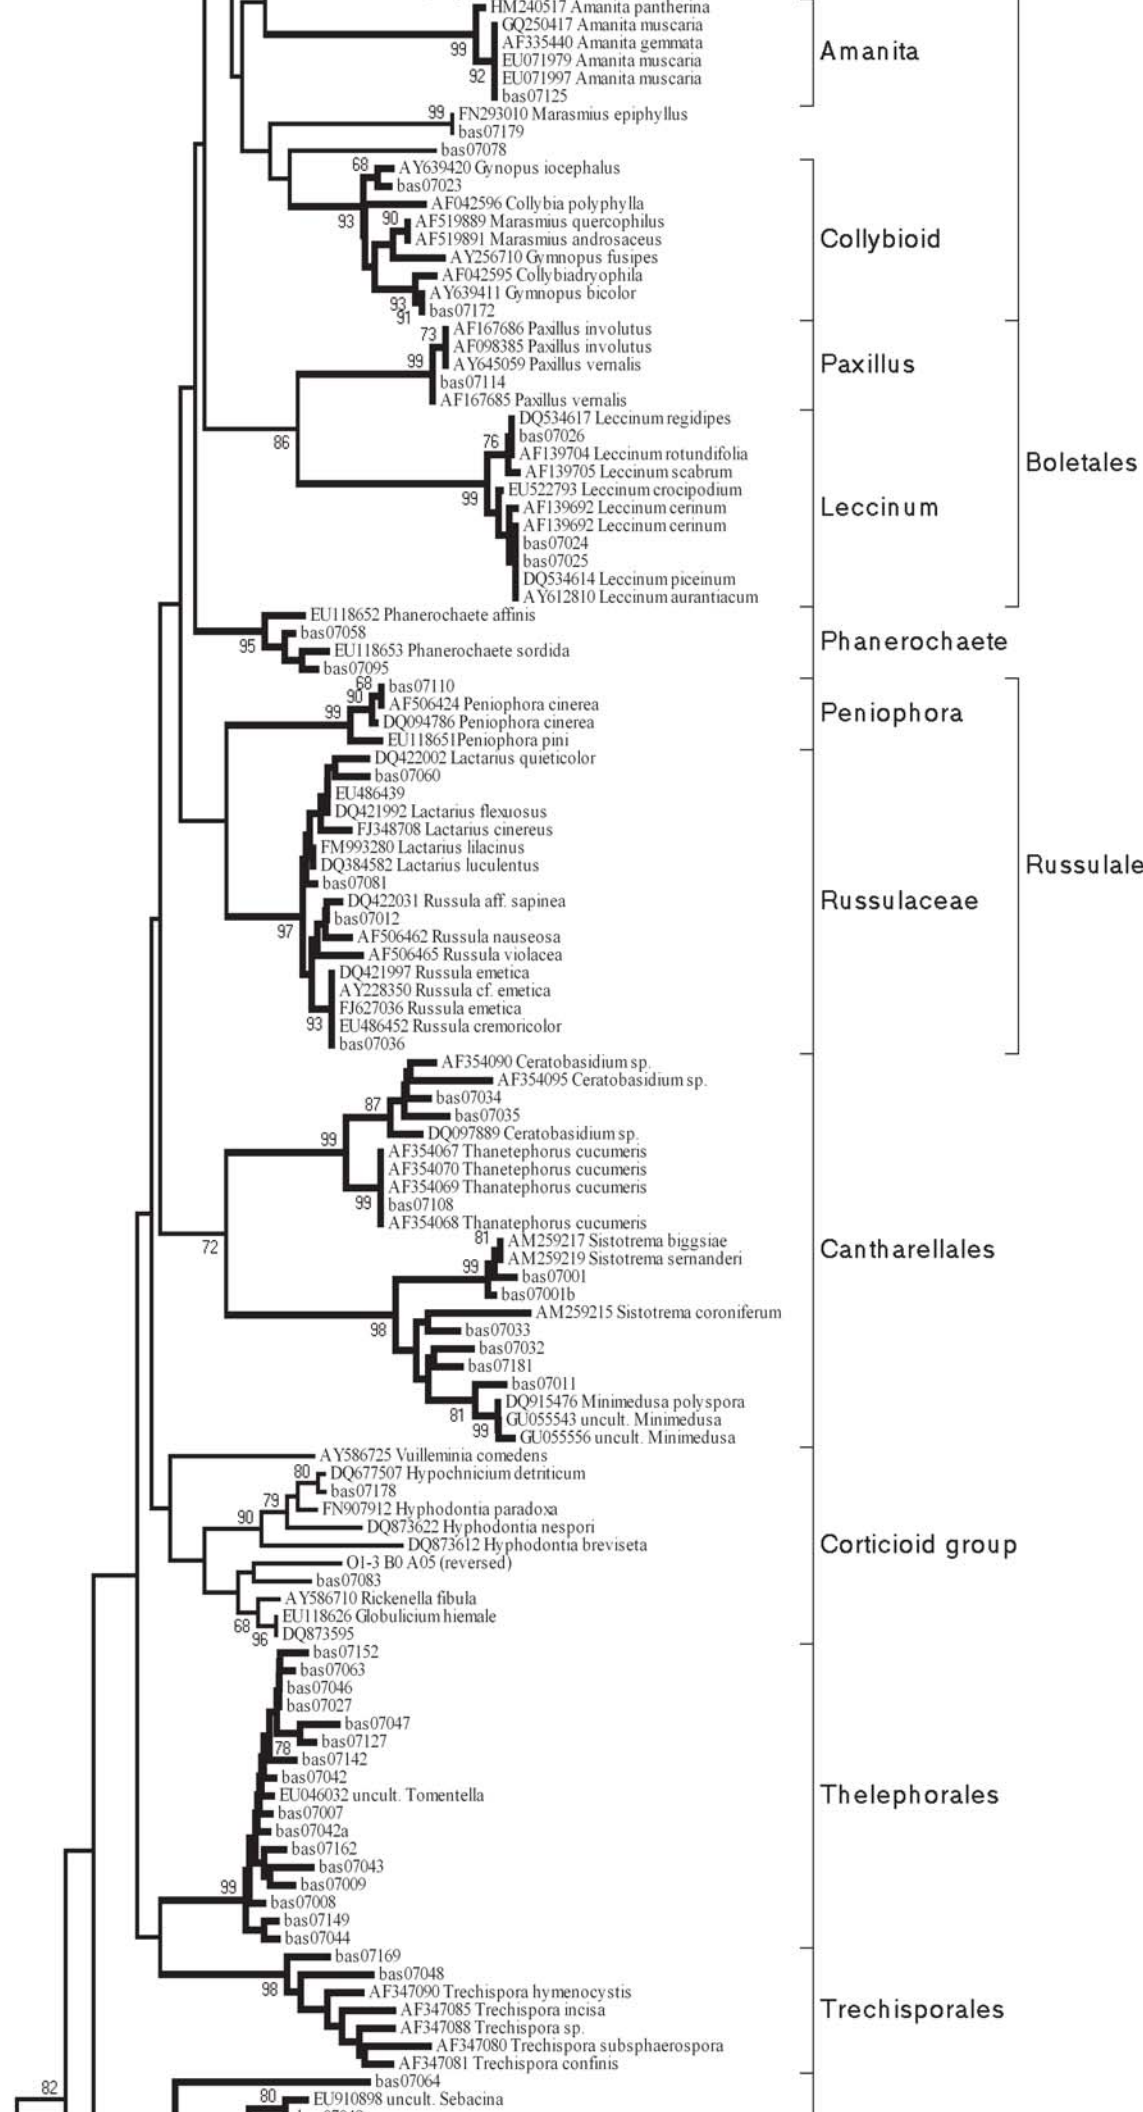 HM240517 Amanita pantherina
GQ250417 Amanita muscaria
AF335440 Amanita gemmata
99
Amanita
EU071979 Amanita muscaria
92
EU071997 Amanita muscaria
bas07125
99
FN293010 Marasmius epiphyllus
bas07179
bas07078
68
AY639420 Gynopus iocephalus
bas07023
AF042596 Collybia polyphylla
93
90
AF519889 Marasmius quercophilus
AF519891 Marasmius androsaceus
Collybioid
AY256710 Gymnopus fusipes
AF042595 Collybiadryophila
AY639411 Gymnopus bicolor
93
91
bas07172
73
AF167686 Paxillus involutus
AF098385 Paxillus involutus
99
AY645059 Paxillus vernalis
Paxillus
bas07114
AF167685 Paxillus vernalis
DQ534617 Leccinum regidipes
86
76
bas07026
AF139704 Leccinum rotundifolia
Boletales
AF139705 Leccinum scabrum
EU522793 Leccinum crocipodium
99
AF139692 Leccinum cerinum
Leccinum
AF139692 Leccinum cerinum
bas07024
bas07025
DQ534614 Leccinum piceinum
AY612810 Leccinum aurantiacum
EU118652 Phanerochaete affinis
bas07058
95
Phanerochaete
EU118653 Phanerochaete sordida
bas07095
68
bas07110
90
AF506424 Peniophora cinerea
99
Peniophora
DQ094786 Peniophora cinerea
EU118651Peniophora pini
DQ422002 Lactarius quieticolor
bas07060
EU486439
DQ421992 Lactarius flexuosus
FJ348708 Lactarius cinereus
FM993280 Lactarius lilacinus
DQ384582 Lactarius luculentus
Russulale
bas07081
DQ422031 Russula aff. sapinea
Russulaceae
bas07012
97
AF506462 Russula nauseosa
AF506465 Russula violacea
DQ421997 Russula emetica
AY228350 Russula cf. emetica
FJ627036 Russula emetica
93
EU486452 Russula cremoricolor
bas07036
AF354090 Ceratobasidium sp.
AF354095 Ceratobasidium sp.
87
bas07034
bas07035
99
DQ097889 Ceratobasidium sp.
AF354067 Thanetephorus cucumeris
AF354070 Thanetephorus cucumeris
AF354069 Thanatephorus cucumeris
99
bas07108
AF354068 Thanatephorus cucumeris
72
81
AM259217 Sistotrema biggsiae
Cantharellales
AM259219 Sistotrema sernanderi
99
bas07001
bas07001b
AM259215 Sistotrema coroniferum
98
bas07033
bas07032
bas07181
bas07011
DQ915476 Minimedusa polyspora
81
GU055543 uncult. Minimedusa
99
GU055556 uncult. Minimedusa
AY586725 Vuilleminia comedens
80
DQ677507 Hypochnicium detriticum
bas07178
79
FN907912 Hyphodontia paradoxa
90
DQ873622 Hyphodontia nespori
DQ873612 Hyphodontia breviseta
Corticioid group
O1-3 B0 A05 (reversed)
bas07083
AY586710 Rickenella fibula
EU118626 Globulicium hiemale
68
96
DQ873595
bas07152
bas07063
bas07046
bas07027
bas07047
bas07127
78
bas07142
bas07042
EU046032 uncult. Tomentella
Thelephorales
bas07007
bas07042a
bas07162
bas07043
99
bas07009
bas07008
bas07149
bas07044
bas07169
bas07048
98
AF347090 Trechispora hymenocystis
AF347085 Trechispora incisa
Trechisporales
AF347088 Trechispora sp.
AF347080 Trechispora subsphaerospora
AF347081 Trechispora confinis
bas07064
82
80
EU910898 uncult. Sebacina